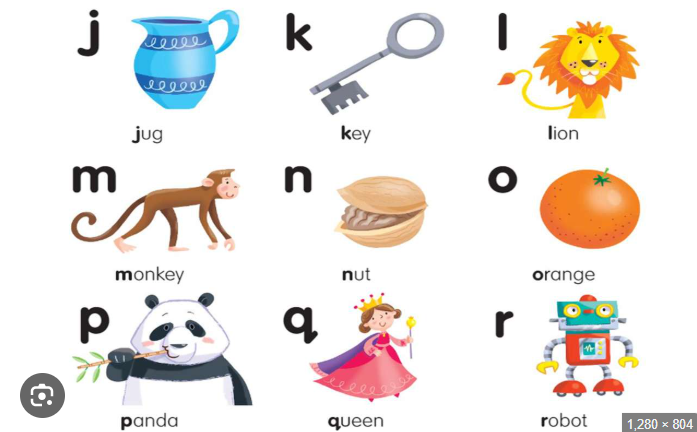 j k l
jug key lion
m n o
monkey nut orange
p q r
panda queen robot
1,280 × 804